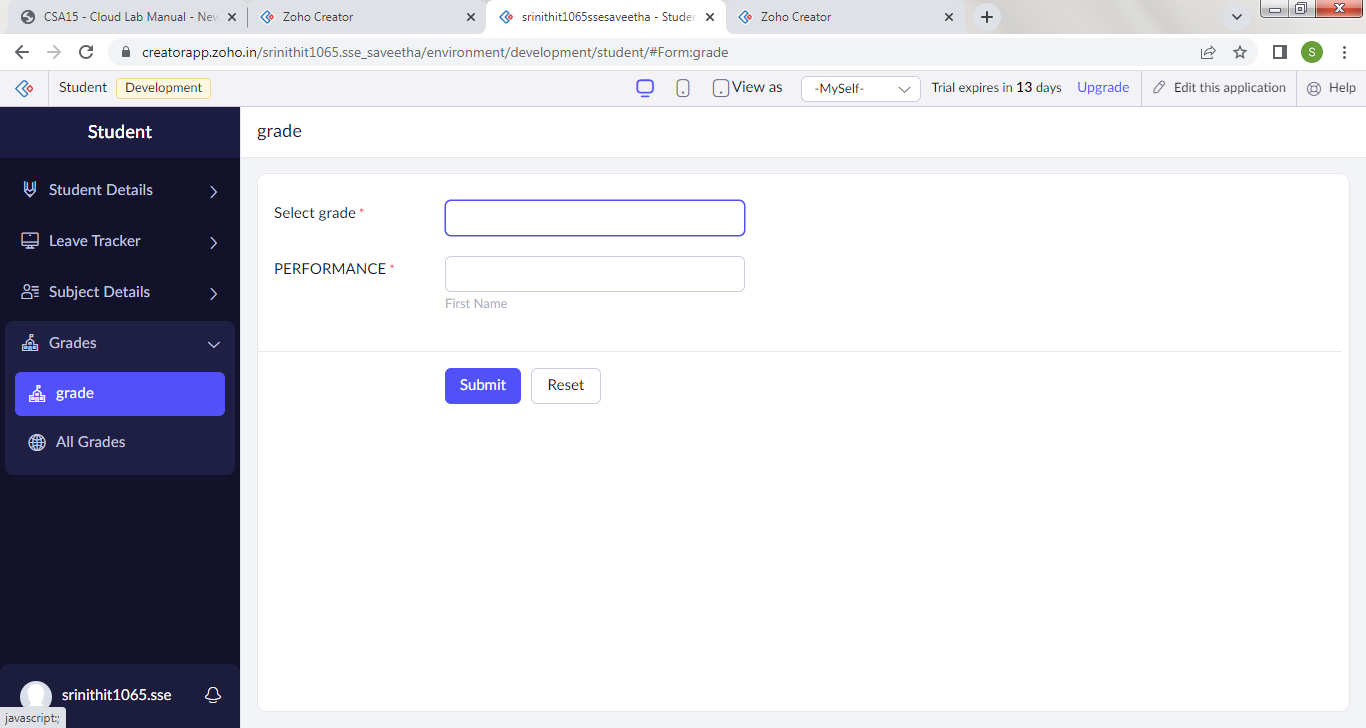 CSA15 - Cloud Lab Manual - New
Zoho Creator
srinithit1065ssesaveetha - Studen
Zoho Creator
creatorapp.zoho.in/srinithit1065.sse_saveetha/environment/development/student/#Form:grade
S
Student Development View as -MySelf- Trial expires in 13 days Upgrade Edit this application Help
Student
grade
Student Details
Leave Tracker
Subject Details
Grades
grade
All Grades
Select grade *
PERFORMANCE *
First Name
Submit Reset
srinithit1065.sse
javascript:;